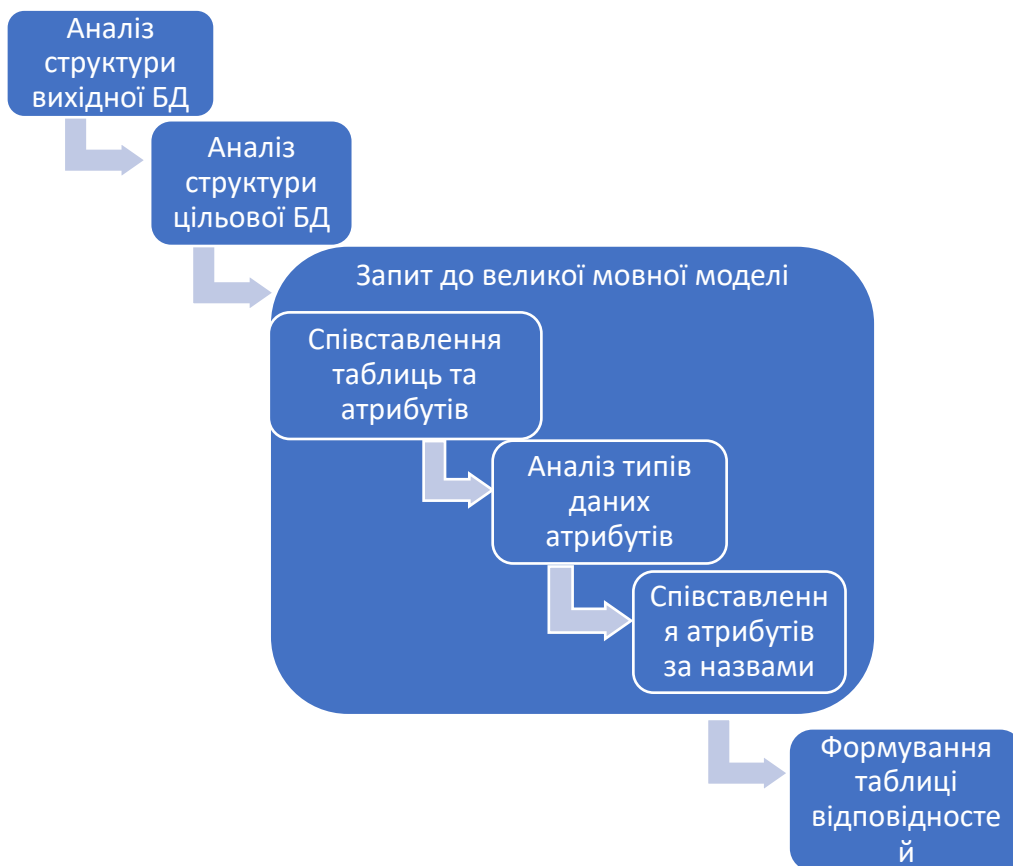 Аналіз
структури
вихідної БД
Аналіз
структури
цільової БД
Запит до великої мовної моделі
Співставлення
таблиць та
атрибутів
Аналіз типів
даних
атрибутів
Співставленн
я атрибутів
за назвами
Формування
таблиці
відповідносте
й